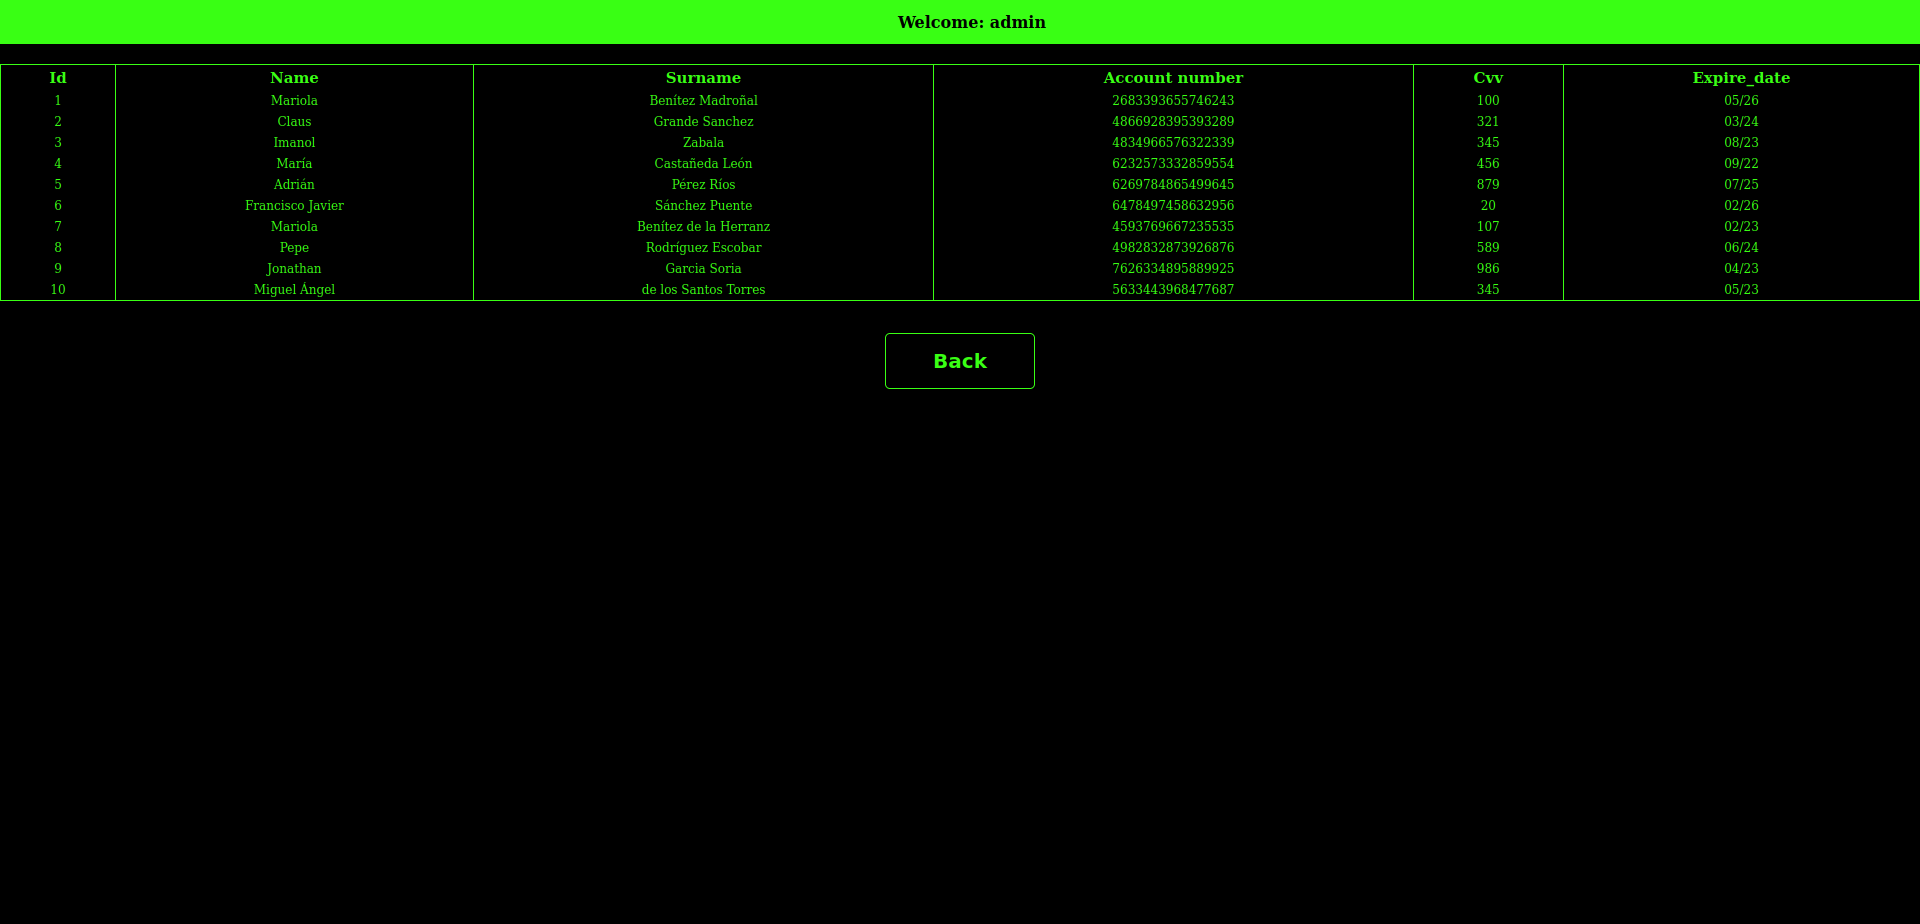 Welcome: admin
Id Name Surname Account number Cvv Expire_date
1 Mariola Benítez Madroñal 2683393655746243 100 05/26
2 Claus Grande Sanchez 4866928395393289 321 03/24
3 Imanol Zabala 4834966576322339 345 08/23
4 María Castañeda León 6232573332859554 456 09/22
5 Adrián Pérez Ríos 6269784865499645 879 07/25
6 Francisco Javier Sánchez Puente 6478497458632956 20 02/26
7 Mariola Benítez de la Herranz 4593769667235535 107 02/23
8 Pepe Rodríguez Escobar 4982832873926876 589 06/24
9 Jonathan Garcia Soria 7626334895889925 986 04/23
10 Miguel Ángel de los Santos Torres 5633443968477687 345 05/23
Back